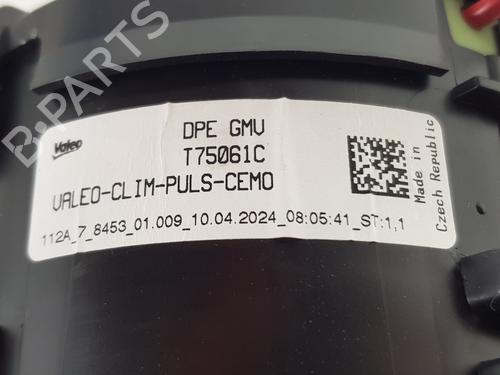 B-PARTS
Valeo
DPE GMV
T75061C
VALEO-CLIM-PULS-CEMO
112A_7_8453_01.009_10.04.2024_08:05:41_ST:1,1
Made in
Czech Republic